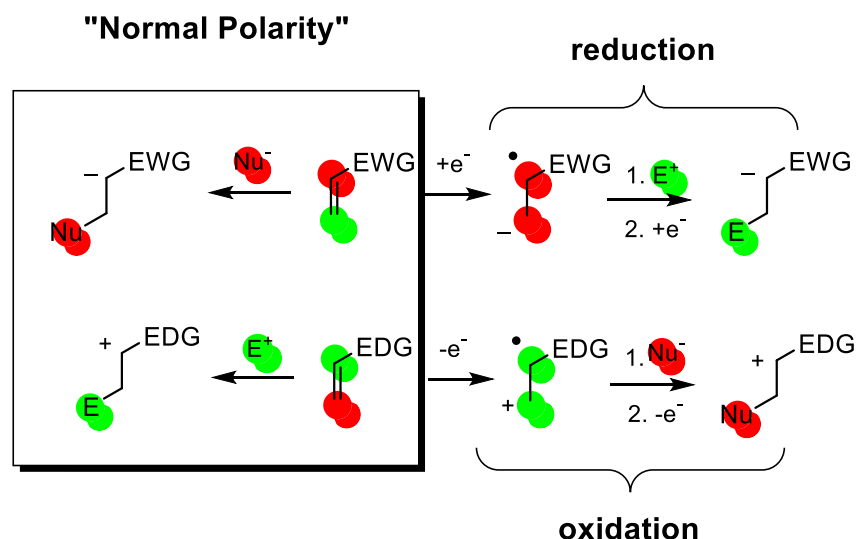 "Normal Polarity"
reduction
EWG
Nu⁻
EWG
+e⁻
EWG
1. E⁺
EWG
Nu
2. +e⁻
E
EDG
E⁺
EDG
-e⁻
EDG
1. Nu⁻
EDG
E
2. -e⁻
Nu
oxidation